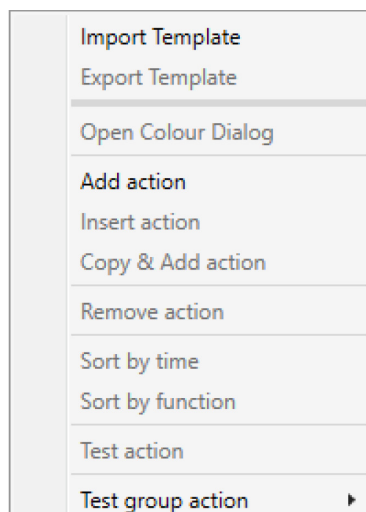 Import Template
Export Template
Open Colour Dialog
Add action
Insert action
Copy & Add action
Remove action
Sort by time
Sort by function
Test action
Test group action